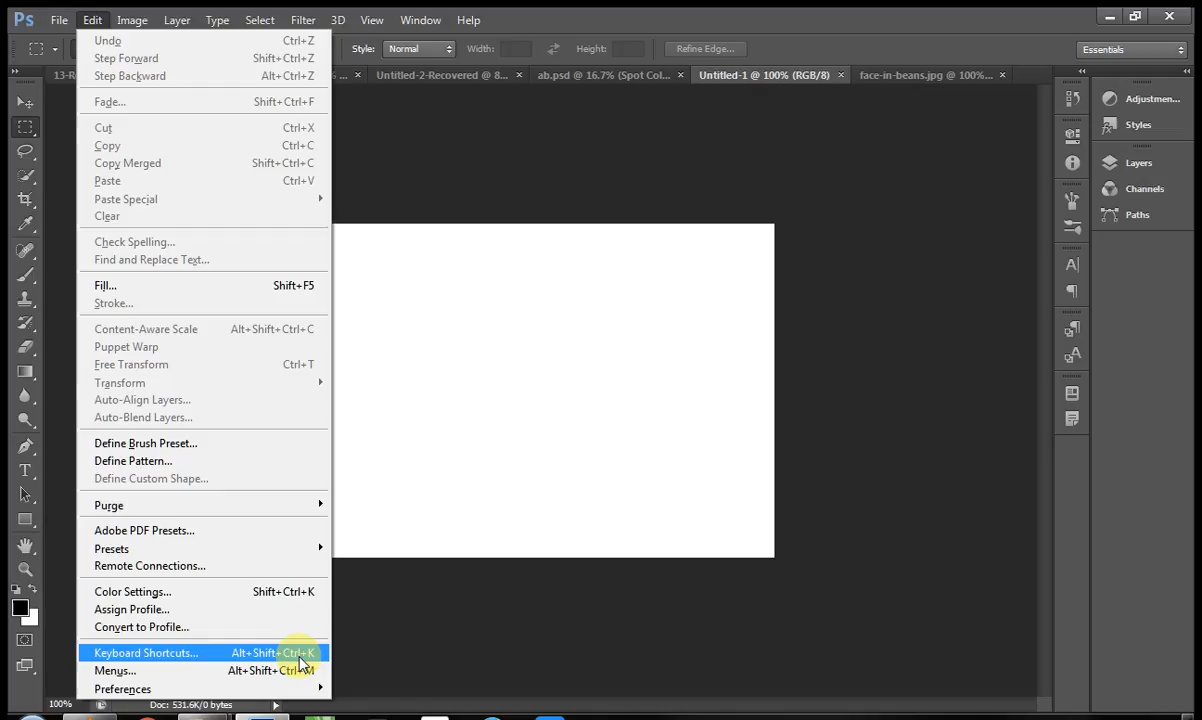 Ps File Edit Image Layer Type Select Filter 3D View Window Help
Style: Normal Width: Height: Refine Edge... Essentials
Untitled-2-Recovered @ 8... × ab.psd @ 16.7% (Spot Col... × Untitled-1 @ 100% (RGB/8) × face-in-beans.jpg @ 100%... ×
Undo Ctrl+Z
Step Forward Shift+Ctrl+Z
Step Backward Alt+Ctrl+Z
Fade... Shift+Ctrl+F
Cut Ctrl+X
Copy Ctrl+C
Copy Merged Shift+Ctrl+C
Paste Ctrl+V
Paste Special
Clear
Check Spelling...
Find and Replace Text...
Fill... Shift+F5
Stroke...
Content-Aware Scale Alt+Shift+Ctrl+C
Puppet Warp
Free Transform Ctrl+T
Transform
Auto-Align Layers...
Auto-Blend Layers...
Define Brush Preset...
Define Pattern...
Define Custom Shape...
Purge
Adobe PDF Presets...
Presets
Remote Connections...
Color Settings... Shift+Ctrl+K
Assign Profile...
Convert to Profile...
Keyboard Shortcuts... Alt+Shift+Ctrl+K
Menus... Alt+Shift+Ctrl+M
Preferences
Adjustmen...
Styles
Layers
Channels
Paths
100% Doc: 531.6K/0 bytes